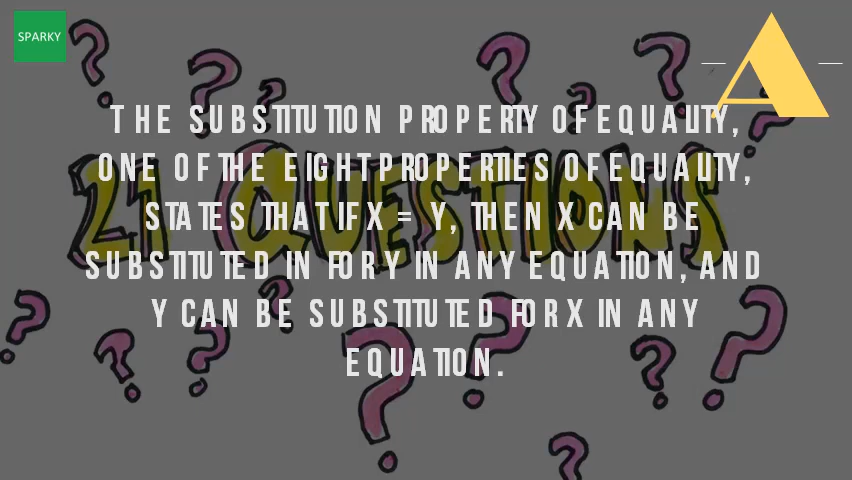 SPARKY
A
THE SUBSTITUTION PROPERTY OF EQUALITY,
ONE OF THE EIGHT PROPERTIES OF EQUALITY,
STATES THAT IF X = Y, THEN X CAN BE
SUBSTITUTED IN FOR Y IN ANY EQUATION, AND
Y CAN BE SUBSTITUTED FOR X IN ANY
EQUATION.
21 QUESTIONS